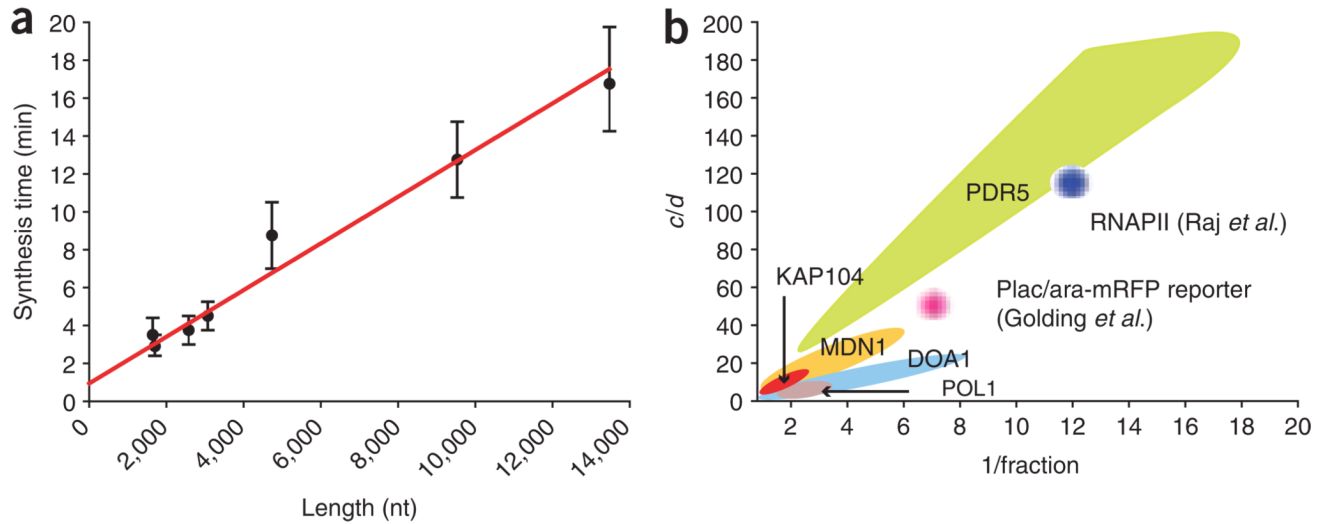 a
20
18
16
14
12
10
8
6
4
2
0
Synthesis time (min)
0
2,000
4,000
6,000
8,000
10,000
12,000
14,000
Length (nt)
b
200
180
160
140
120
100
80
60
40
20
0
c/d
PDR5
RNAPII (Raj et al.)
KAP104
Plac/ara-mRFP reporter
(Golding et al.)
MDN1
DOA1
POL1
2
4
6
8
10
12
14
16
18
20
1/fraction